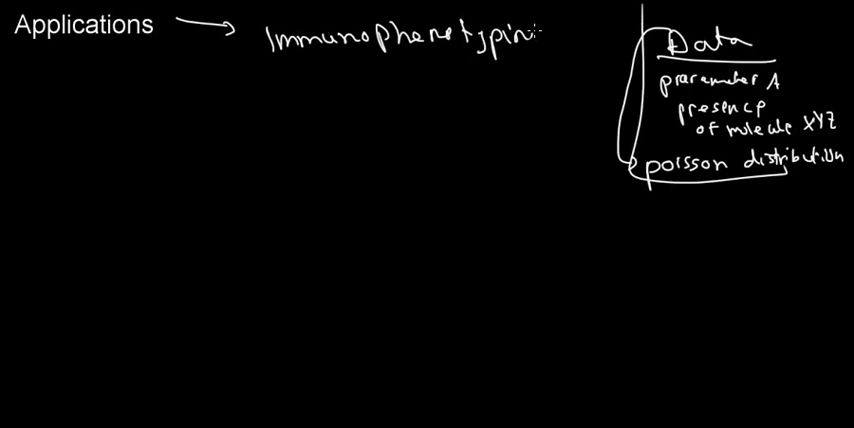 Applications → Immunophenotypin
Data
parameter A
presence
of molecule XYZ
poisson distribution